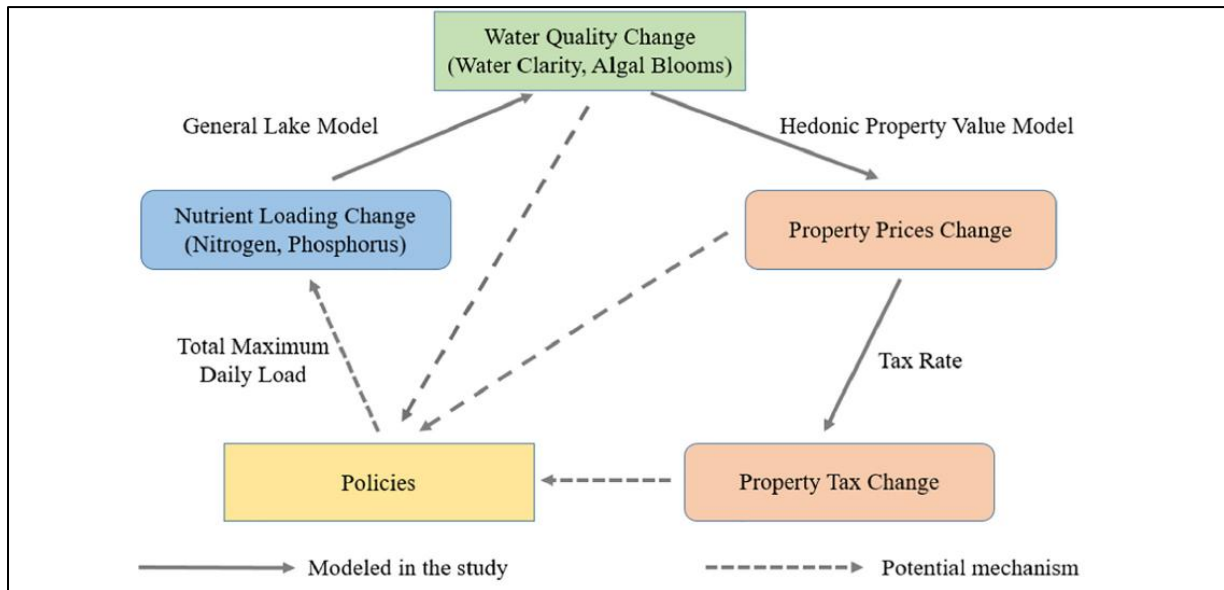 Water Quality Change
(Water Clarity, Algal Blooms)
General Lake Model
Hedonic Property Value Model
Nutrient Loading Change
(Nitrogen, Phosphorus)
Property Prices Change
Total Maximum
Daily Load
Tax Rate
Policies
Property Tax Change
Modeled in the study
Potential mechanism